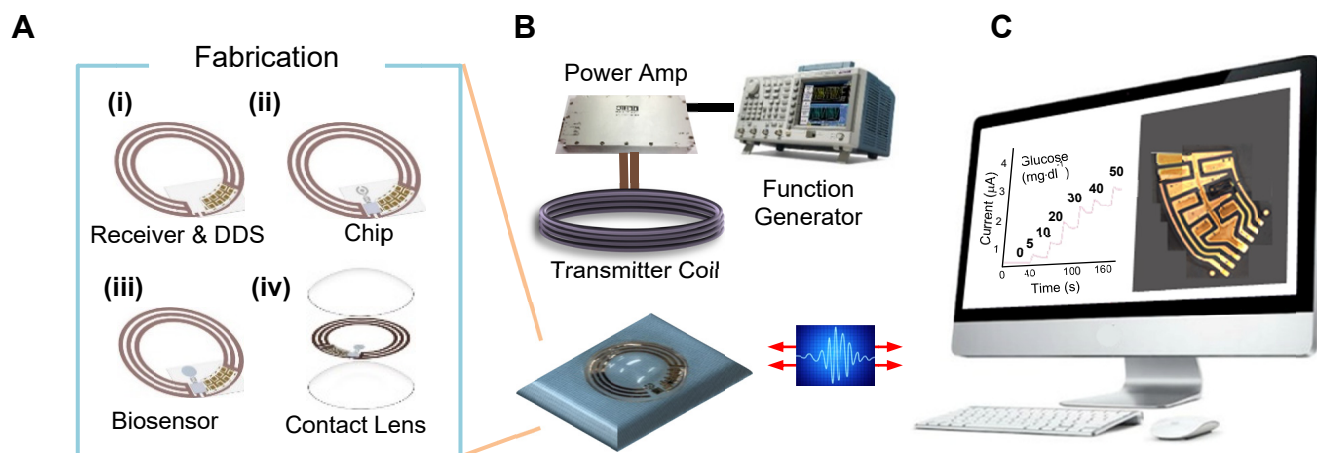 A
Fabrication
(i)
(ii)
Receiver & DDS
Chip
(iii)
(iv)
Biosensor
Contact Lens
B
Power Amp
Function
Generator
Transmitter Coil
C
Glucose
(mg·dl⁻¹)
Current (µA)
4
3
2
1
0
5
10
20
30
40
50
0
40
100
160
Time (s)